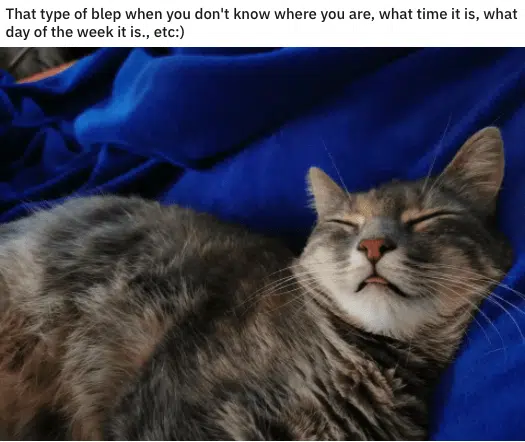 That type of blep when you don't know where you are, what time it is, what
day of the week it is., etc:)